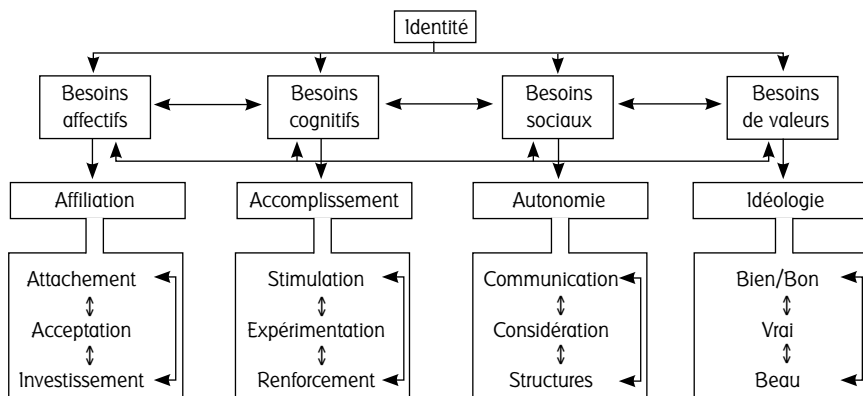 Identité
Besoins
affectifs
Besoins
cognitifs
Besoins
sociaux
Besoins
de valeurs
Affiliation
Accomplissement
Autonomie
Idéologie
Attachement
Acceptation
Investissement
Stimulation
Expérimentation
Renforcement
Communication
Considération
Structures
Bien/Bon
Vrai
Beau